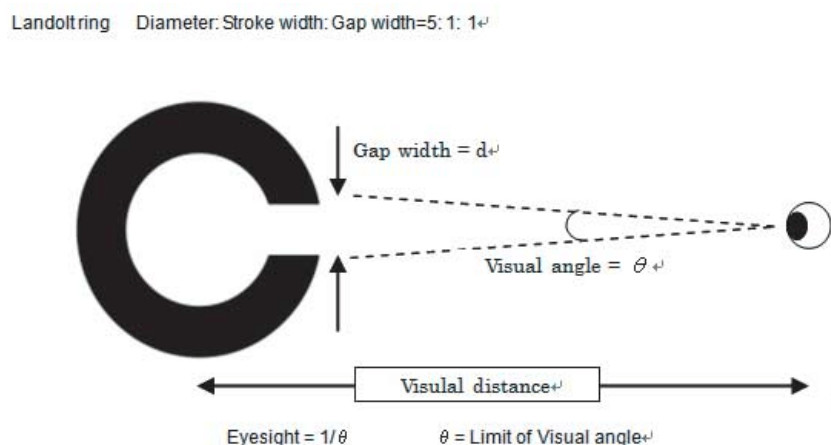 Landolt ring Diameter: Stroke width: Gap width=5: 1: 1↵
Gap width = d↵
Visual angle = θ ↵
Visulal distance↵
Eyesight = 1/θ θ = Limit of Visual angle↵